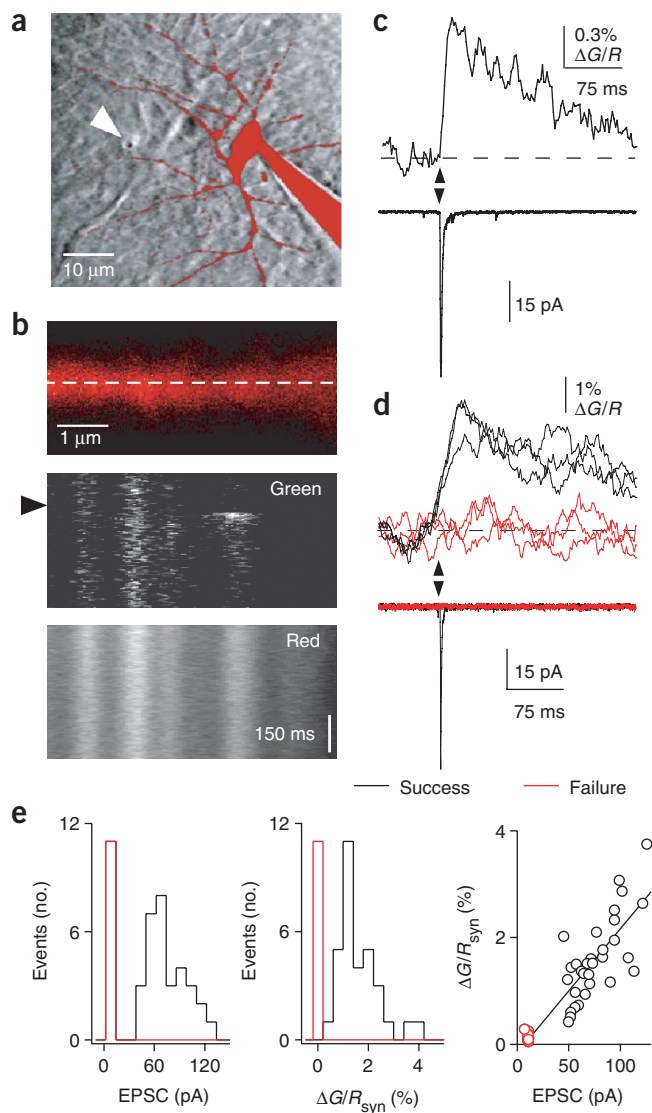 a
10 μm
b
1 μm
Green
Red
150 ms
c
0.3%
ΔG/R
75 ms
15 pA
d
1%
ΔG/R
15 pA
75 ms
Success
Failure
e
12
6
0
Events (no.)
0 60 120
EPSC (pA)
12
6
0
Events (no.)
0 2 4
ΔG/Rsyn (%)
4
2
0
ΔG/Rsyn (%)
0 50 100
EPSC (pA)